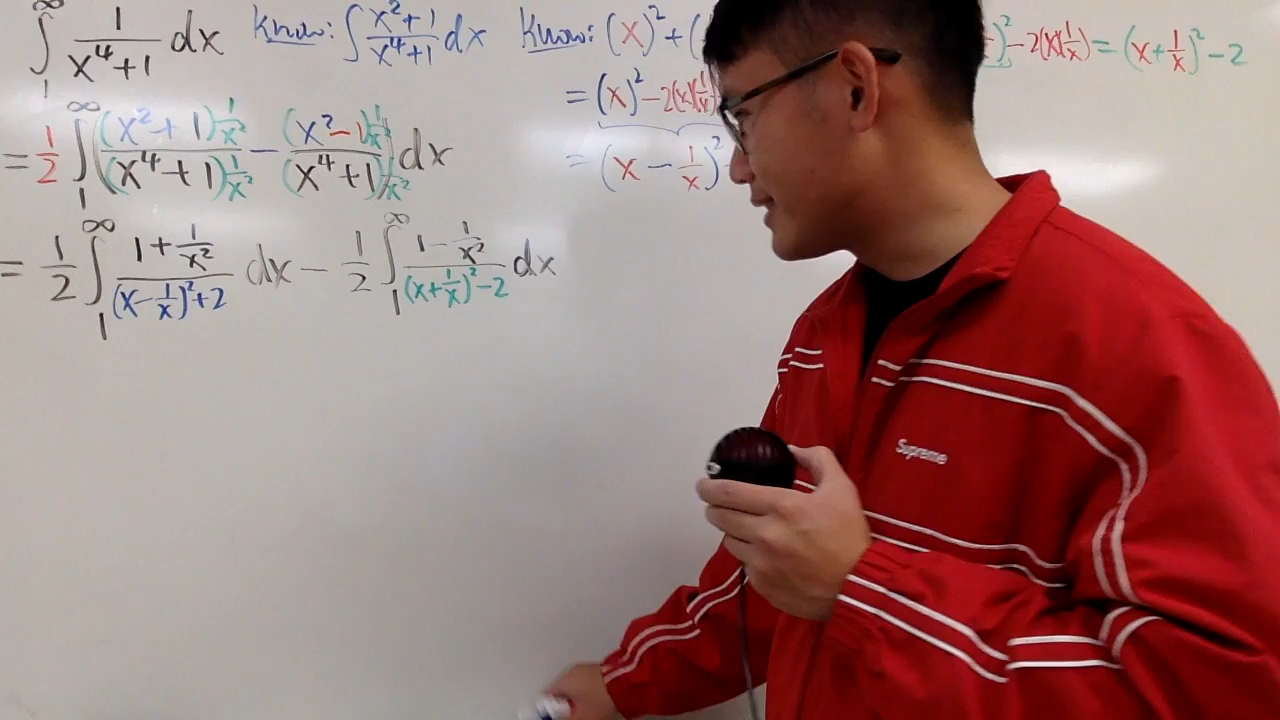 ∫₁^∞ 1/(x⁴+1) dx Know: ∫ (x²+1)/(x⁴+1) dx Know: (x)²+( )²-2(x)(1/x)=(x+1/x)²-2
=(x)²-2(x)(1/x)
=1/2 ∫₁^∞ ((x²+1)1/x²/(x⁴+1)1/x² - (x²-1)1/x²/(x⁴+1)1/x²) dx =(x-1/x)²
=1/2 ∫₁^∞ (1+1/x²)/((x-1/x)²+2) dx - 1/2 ∫₁^∞ (1-1/x²)/((x+1/x)²-2) dx
Supreme